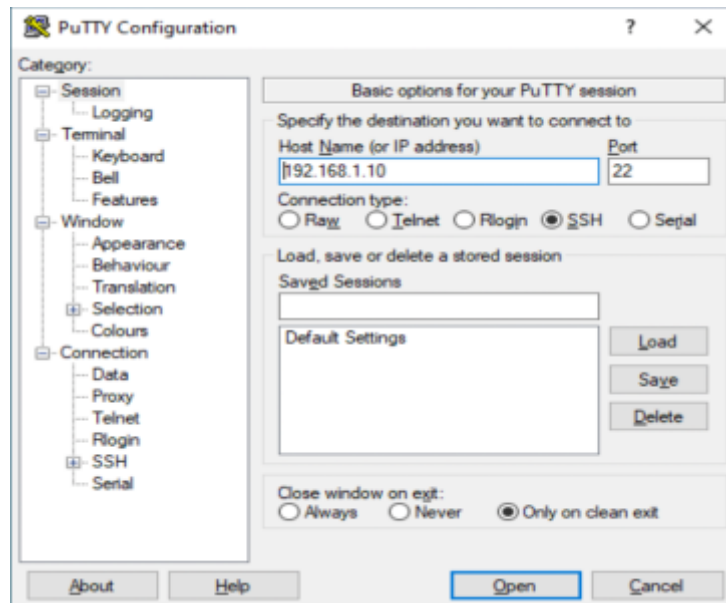 PuTTY Configuration
?
Category:
Session
Logging
Terminal
Keyboard
Bell
Features
Window
Appearance
Behaviour
Translation
Selection
Colours
Connection
Data
Proxy
Telnet
Rlogin
SSH
Serial
Basic options for your PuTTY session
Specify the destination you want to connect to
Host Name (or IP address) Port
192.168.1.10 22
Connection type:
Raw Telnet Rlogin SSH Serial
Load, save or delete a stored session
Saved Sessions
Default Settings
Load
Save
Delete
Close window on exit:
Always Never Only on clean exit
About Help Open Cancel